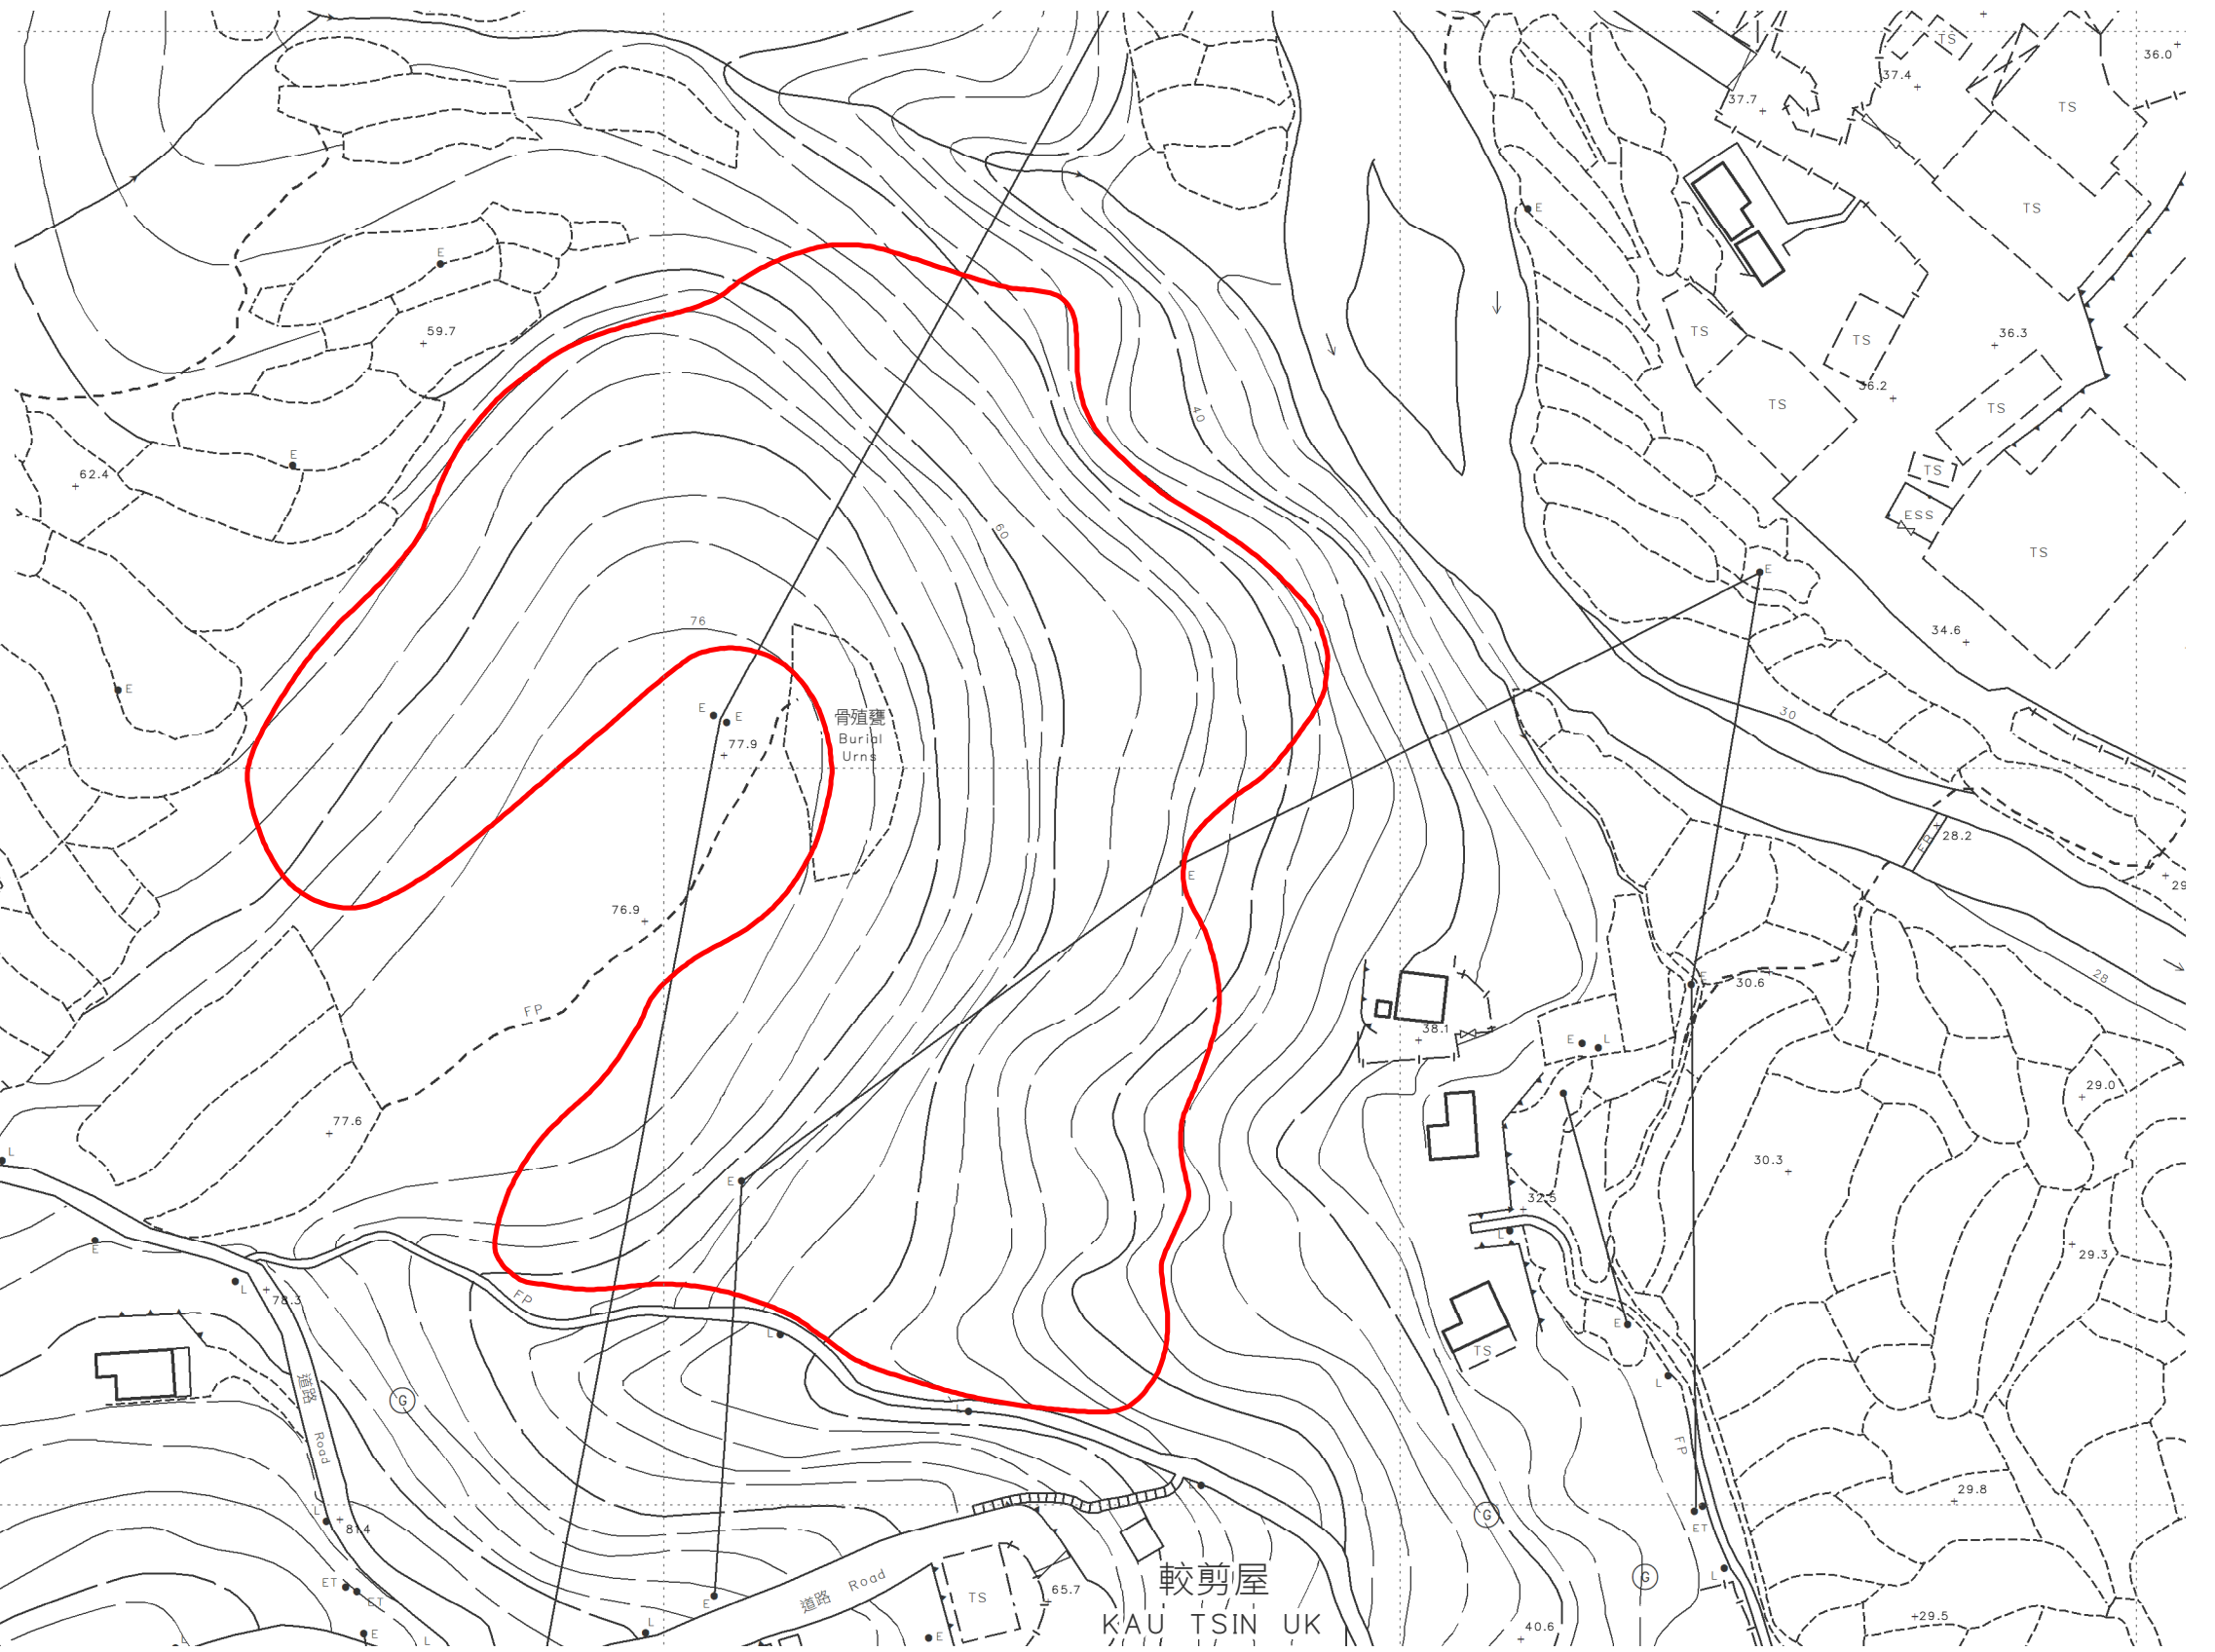 TS
36.0
37.4
37.7
TS
TS
E
E
59.7
TS
36.3
TS
36.2
TS
TS
40
E
62.4
TS
ESS
60
TS
E
76
34.6
E
E
E
77.9
骨殖甕
Burial
Urns
30
28.2
FB
E
29
76.9
28
E
30.6
FP
38.1
E
L
29.0
77.6
L
30.3
E
32.5
L
E
29.3
L
78.3
FP
L
E
TS
L
道路
Road
G
L
FP
L
29.8
G
L
81.4
ET
ET
ET
L
較剪屋
KAU TSIN UK
道路 Road
TS
65.7
G
E
L
E
L
L
E
40.6
29.5